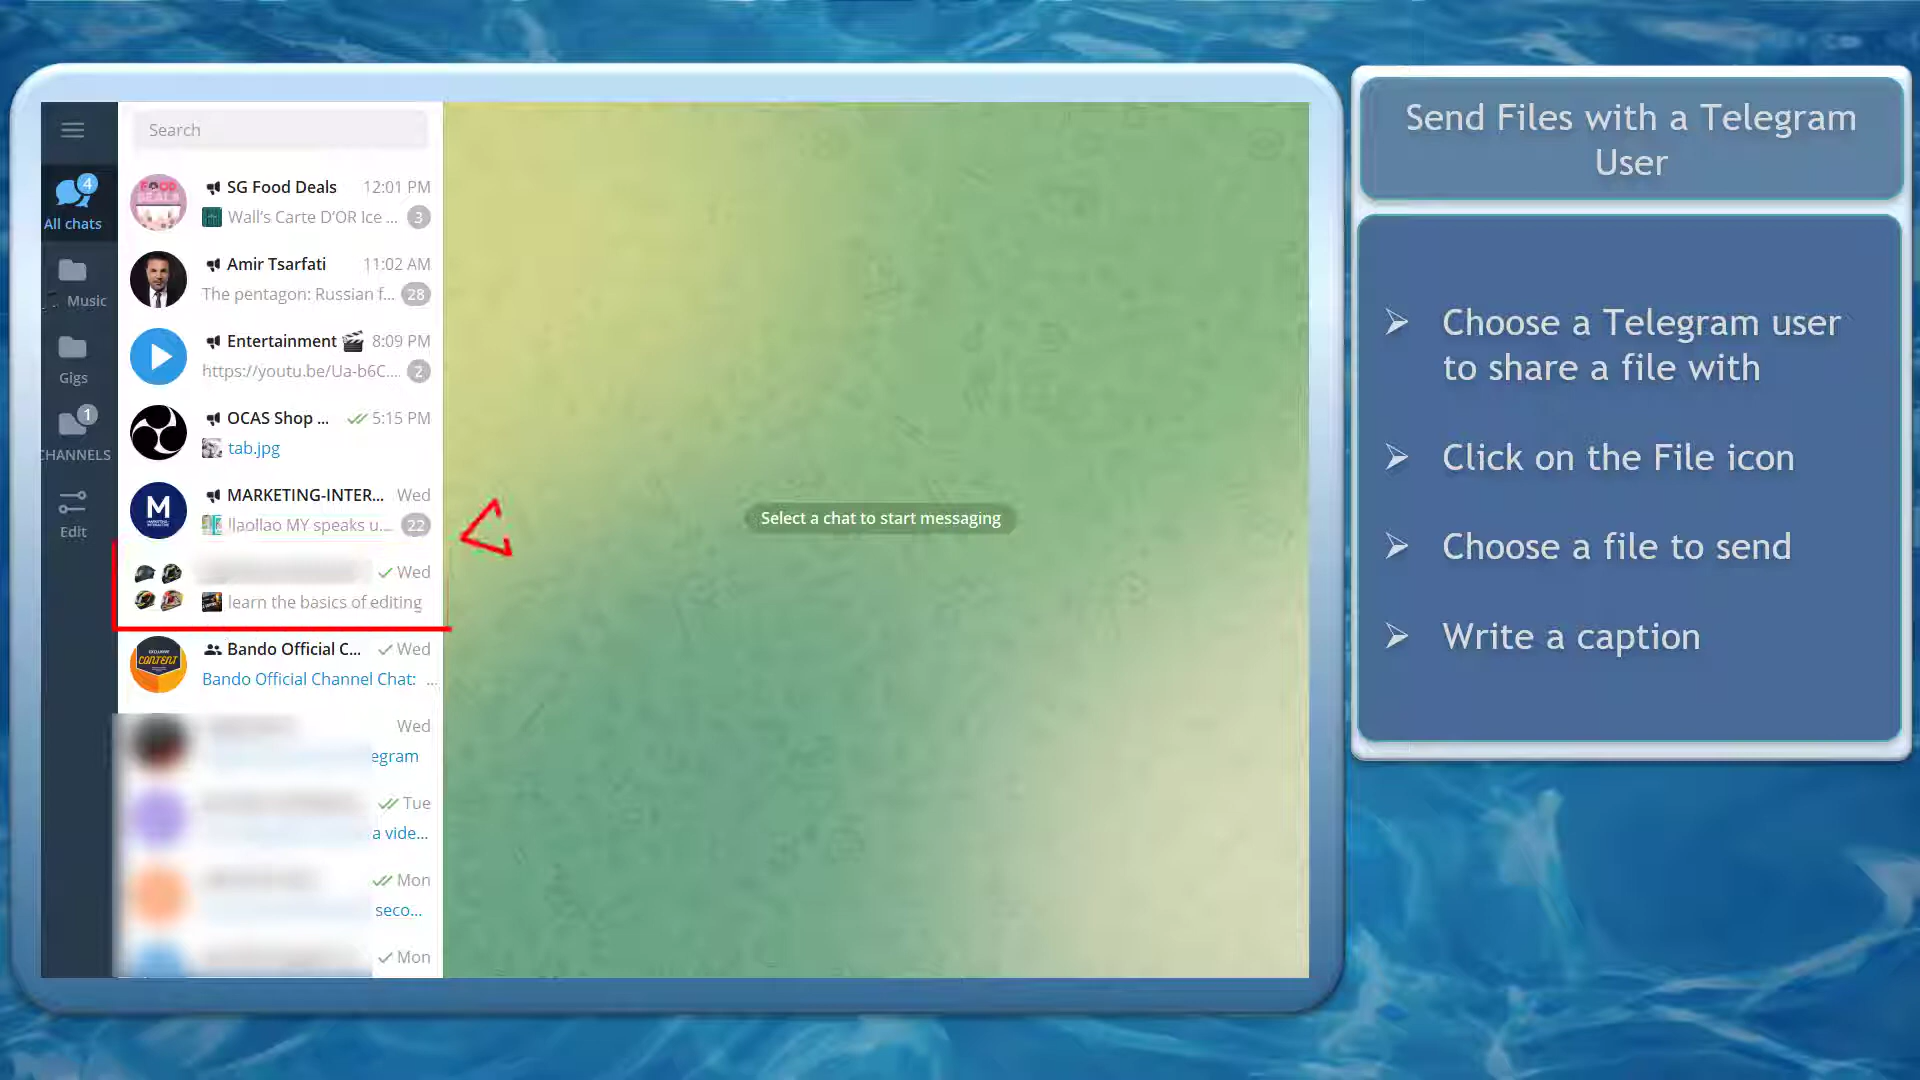 Search
SG Food Deals 12:01 PM
Wall's Carte D'OR Ice ... 3
4
All chats
Amir Tsarfati 11:02 AM
The pentagon: Russian f... 28
Music
Entertainment 8:09 PM
https://youtu.be/Ua-b6C.... 2
Gigs
OCAS Shop ... 5:15 PM
tab.jpg
1
CHANNELS
MARKETING-INTER... Wed
M
llaollao MY speaks u... 22
Edit
Wed
learn the basics of editing
Bando Official C... Wed
CONTENT
Bando Official Channel Chat: ...
Wed
egram
Tue
a vide...
Mon
seco...
Mon
Select a chat to start messaging
Send Files with a Telegram
User
Choose a Telegram user
to share a file with
Click on the File icon
Choose a file to send
Write a caption